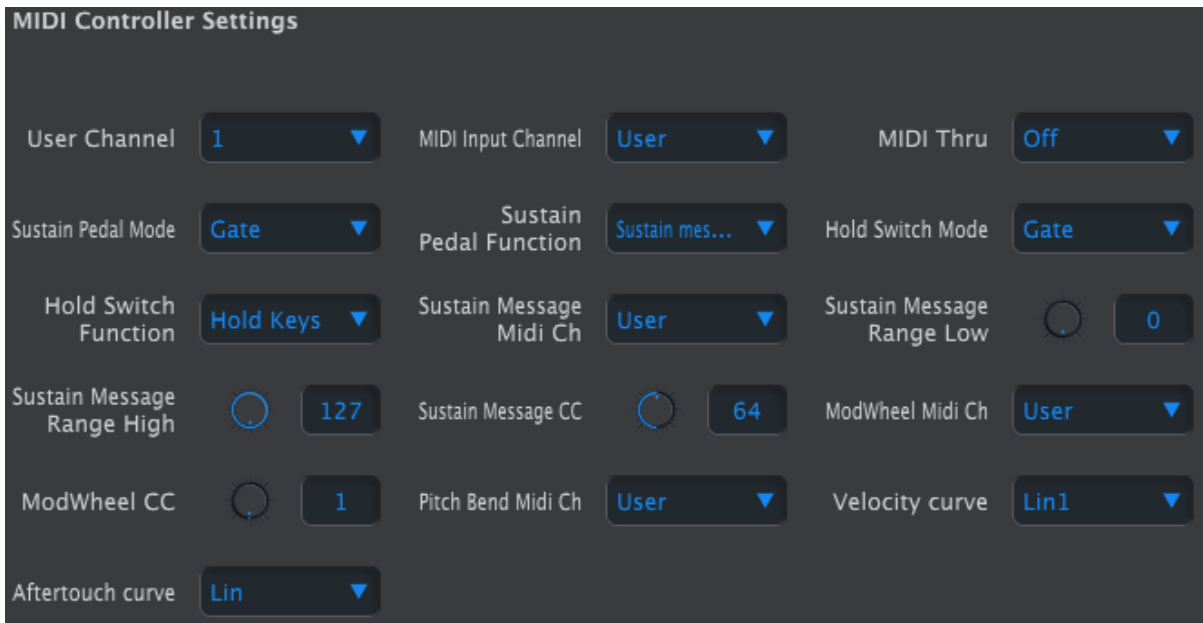 MIDI Controller Settings
User Channel 1 MIDI Input Channel User MIDI Thru Off
Sustain Pedal Mode Gate Sustain
Pedal Function Sustain mes... Hold Switch Mode Gate
Hold Switch
Function Hold Keys Sustain Message
Midi Ch User Sustain Message
Range Low 0
Sustain Message
Range High 127 Sustain Message CC 64 ModWheel Midi Ch User
ModWheel CC 1 Pitch Bend Midi Ch User Velocity curve Lin1
Aftertouch curve Lin